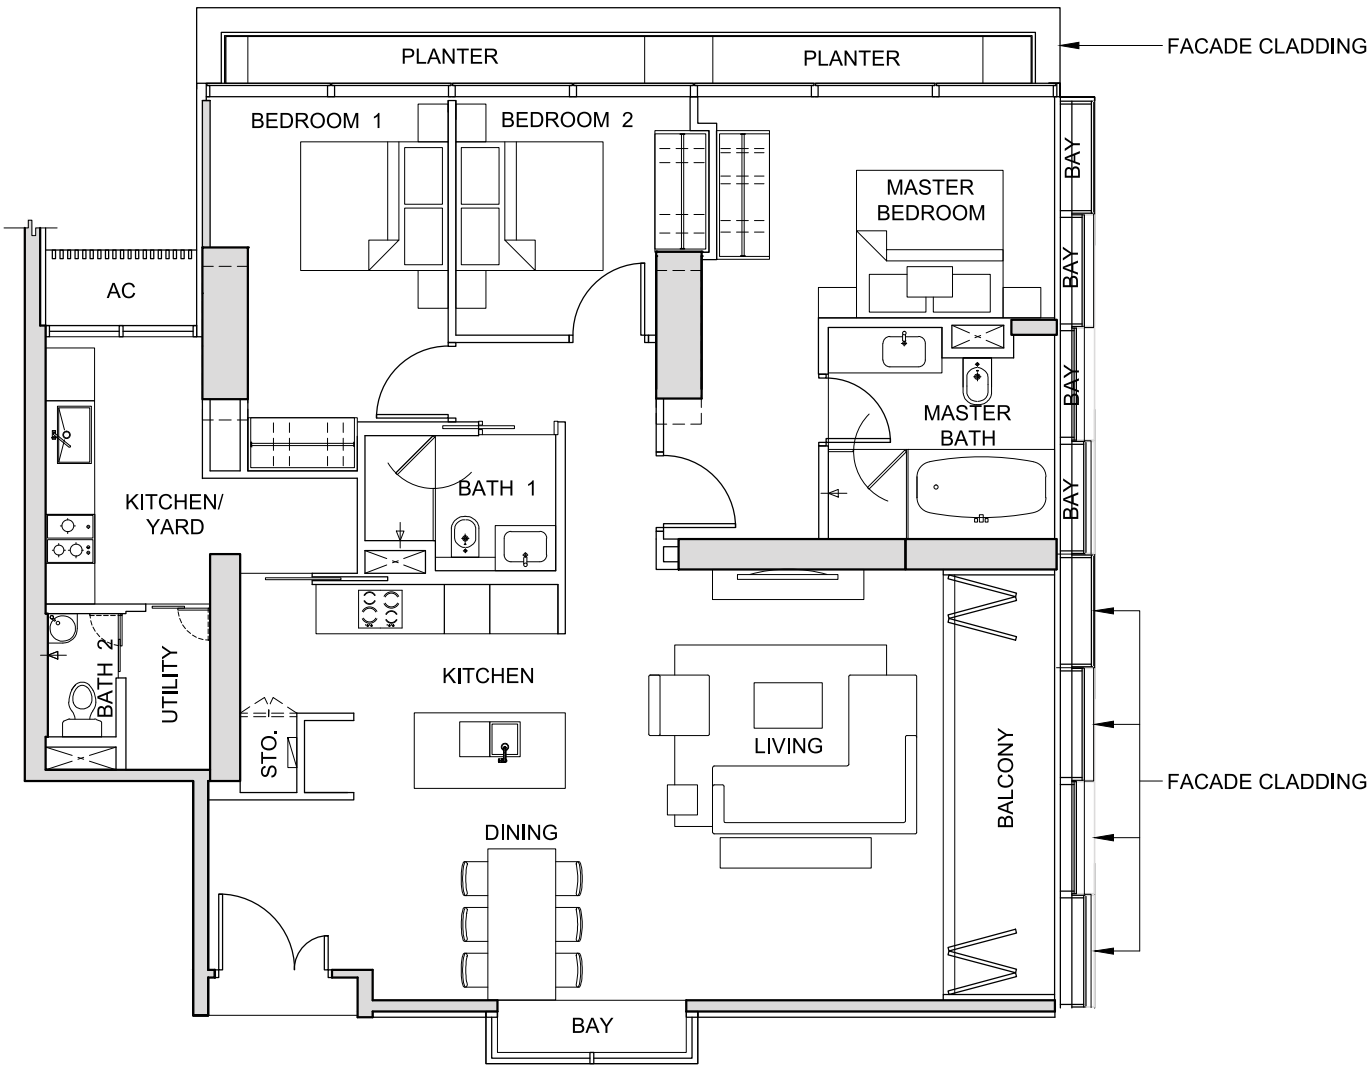 PLANTER
PLANTER
FACADE CLADDING
BEDROOM 1
BEDROOM 2
BAY
MASTER
BEDROOM
BAY
AC
BAY
MASTER
BATH
BAY
BATH 1
KITCHEN/
YARD
BATH 2
UTILITY
KITCHEN
STO.
LIVING
BALCONY
FACADE CLADDING
DINING
BAY